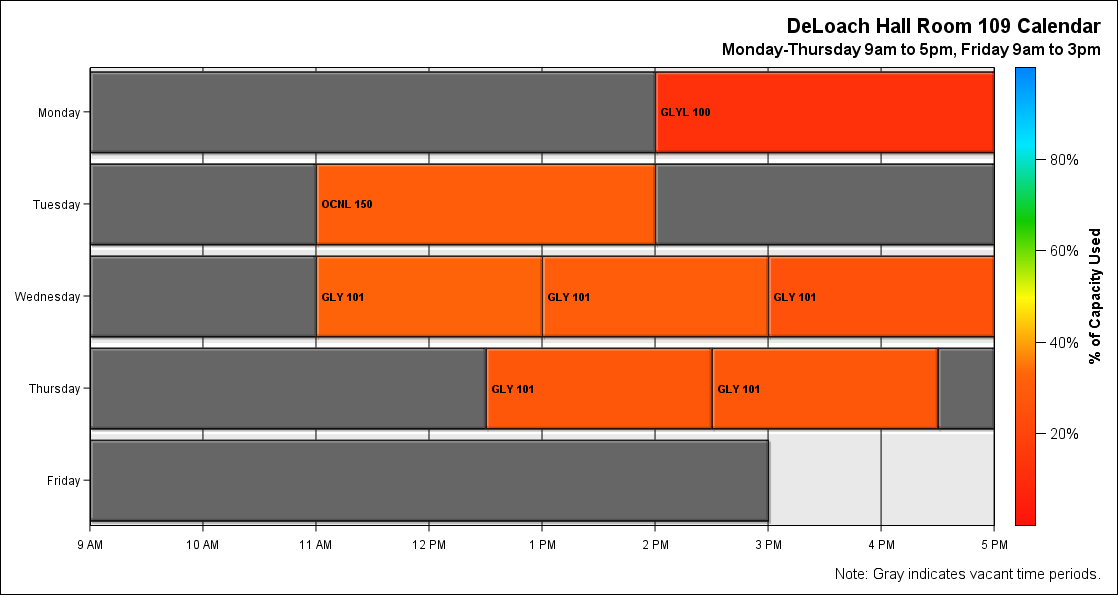 DeLoach Hall Room 109 Calendar
Monday-Thursday 9am to 5pm, Friday 9am to 3pm
Monday
GLYL 100
Tuesday
OCNL 150
Wednesday
GLY 101
GLY 101
GLY 101
Thursday
GLY 101
GLY 101
Friday
9 AM
10 AM
11 AM
12 PM
1 PM
2 PM
3 PM
4 PM
5 PM
80%
60%
40%
20%
% of Capacity Used
Note: Gray indicates vacant time periods.